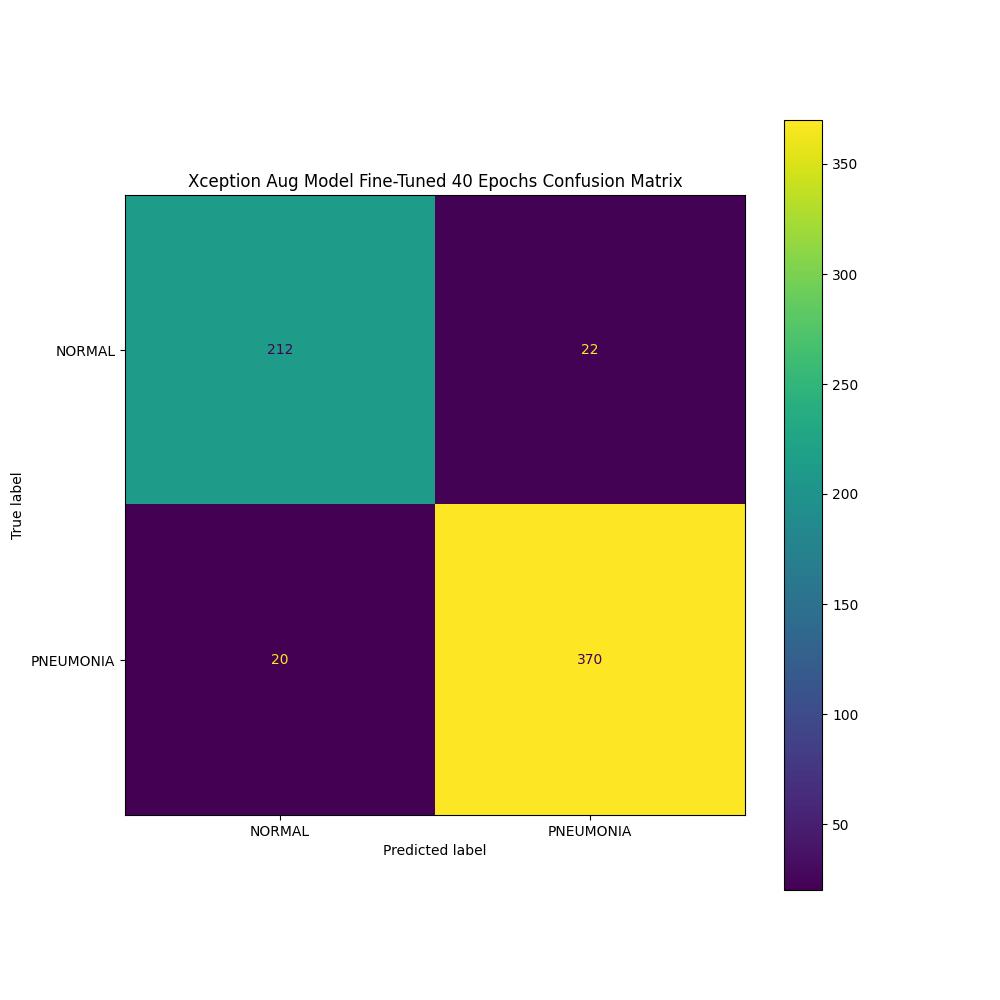 Xception Aug Model Fine-Tuned 40 Epochs Confusion Matrix
NORMAL
212
22
PNEUMONIA
20
370
True label
NORMAL
PNEUMONIA
Predicted label
350
300
250
200
150
100
50